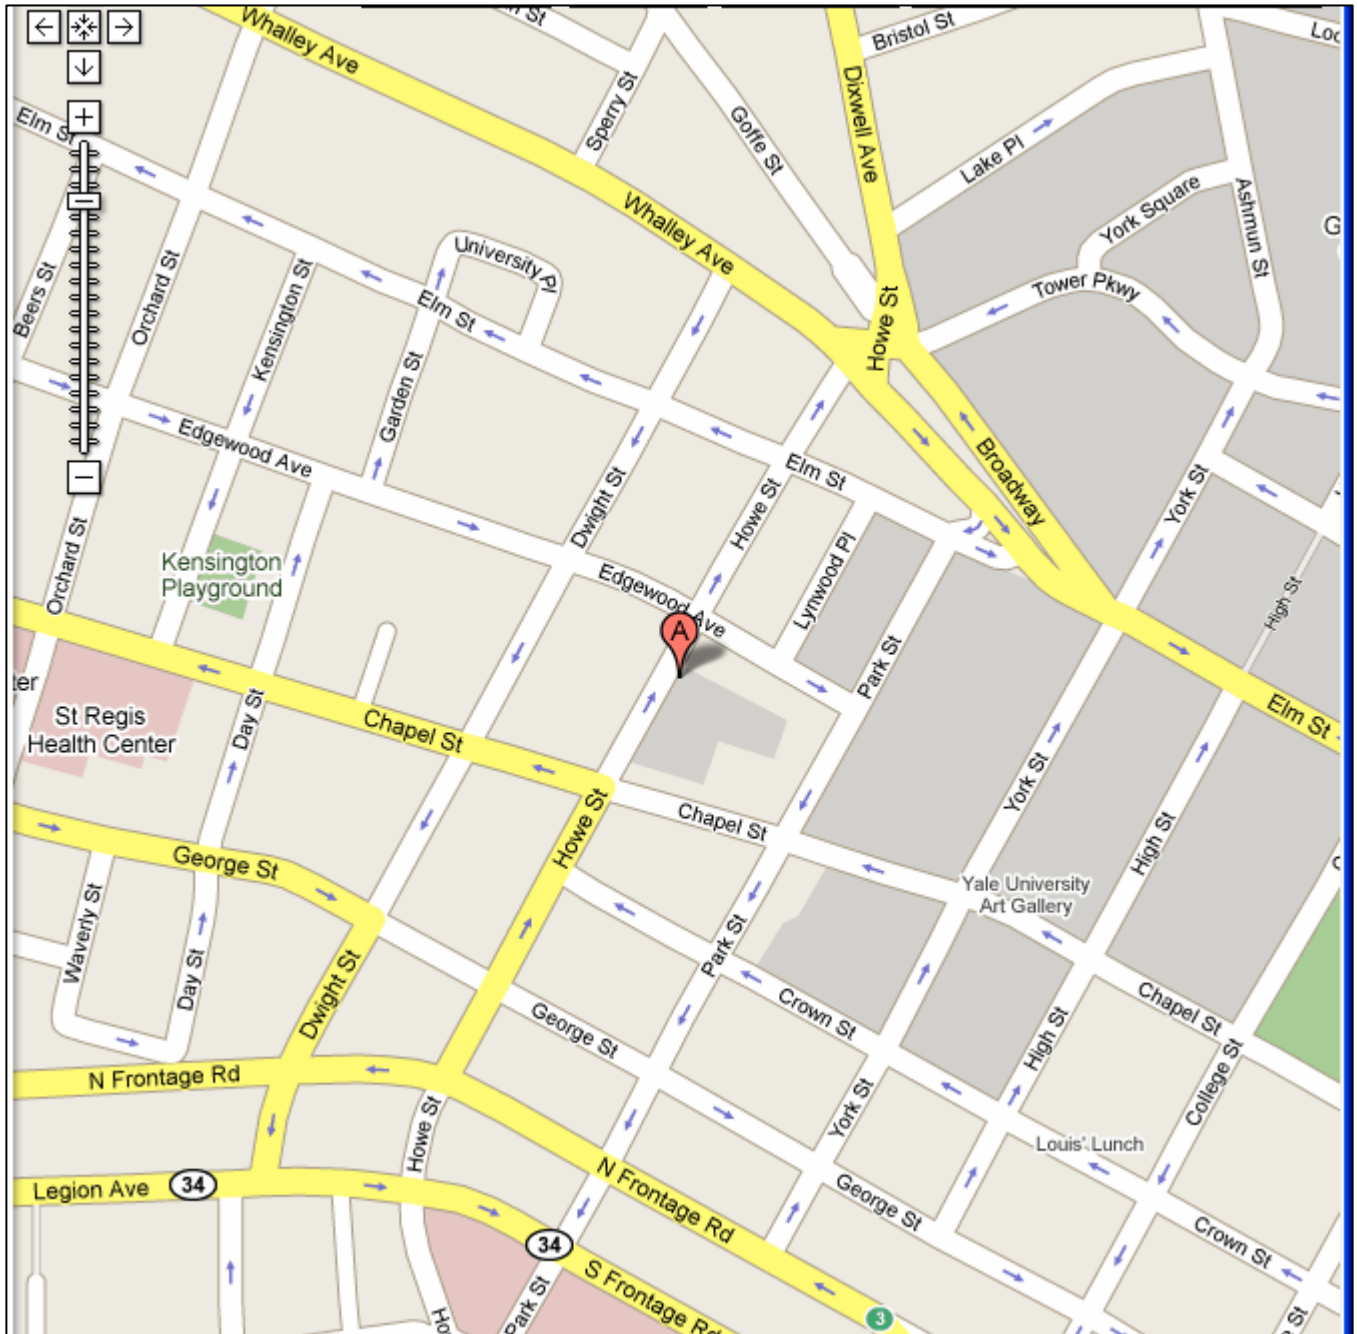 Whalley Ave
Elm St
Sperry St
Goffe St
Dixwell Ave
Bristol St
Lake Pl
York Square
Ashmun St
Tower Pkwy
Beers St
Orchard St
Kensington St
University Pl
Elm St
Whalley Ave
Howe St
Garden St
Edgewood Ave
Dwight St
Elm St
Howe St
Broadway
York St
Orchard St
Kensington
Playground
Edgewood Ave
Lynwood Pl
High St
A
Park St
St Regis
Health Center
Day St
Chapel St
Elm St
Howe St
Chapel St
York St
High St
George St
Yale University
Art Gallery
Waverly St
Day St
Dwight St
Park St
Crown St
Chapel St
George St
High St
College St
N Frontage Rd
Howe St
York St
Louis' Lunch
Legion Ave
34
N Frontage Rd
George St
Crown St
34
S Frontage Rd
Park St
3